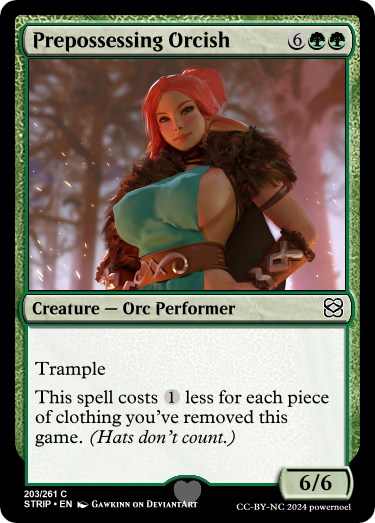 Prepossessing Orcish 6
Creature — Orc Performer
Trample
This spell costs 1 less for each piece
of clothing you've removed this
game. (Hats don't count.)
6/6
203/261 C
STRIP • EN Gawkinn on DeviantArt
CC-BY-NC 2024 powernoel